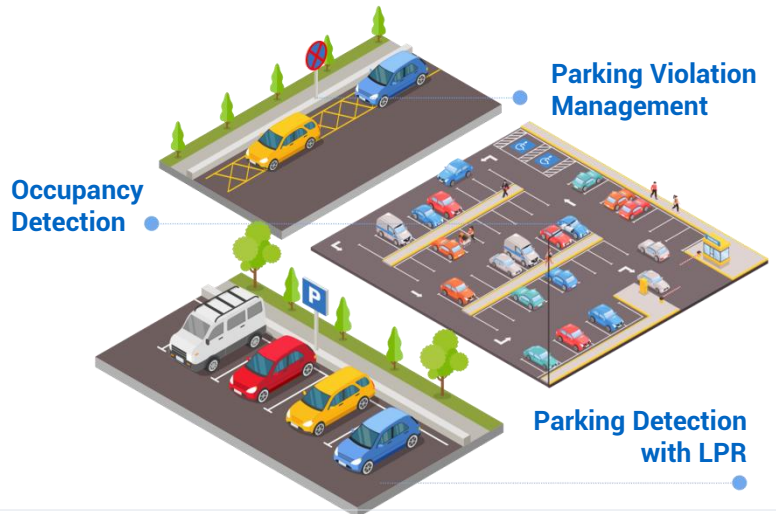 Parking Violation
Management
Occupancy
Detection
P
Parking Detection
with LPR